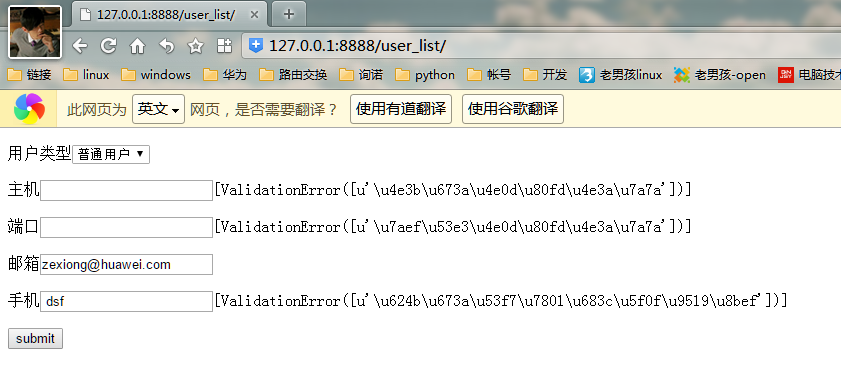 127.0.0.1:8888/user_list/
127.0.0.1:8888/user_list/
链接 linux windows 华为 路由交换 询诺 python 帐号 开发 老男孩linux 老男孩-open 电脑技术
此网页为 英文 网页，是否需要翻译？ 使用有道翻译 使用谷歌翻译
用户类型 普通用户
主机 [ValidationError([u'\u4e3b\u673a\u4e0d\u80fd\u4e3a\u7a7a'])]
端口 [ValidationError([u'\u7aef\u53e3\u4e0d\u80fd\u4e3a\u7a7a'])]
邮箱 zexiong@huawei.com
手机 dsf [ValidationError([u'\u624b\u673a\u53f7\u7801\u683c\u5f0f\u9519\u8bef'])]
submit